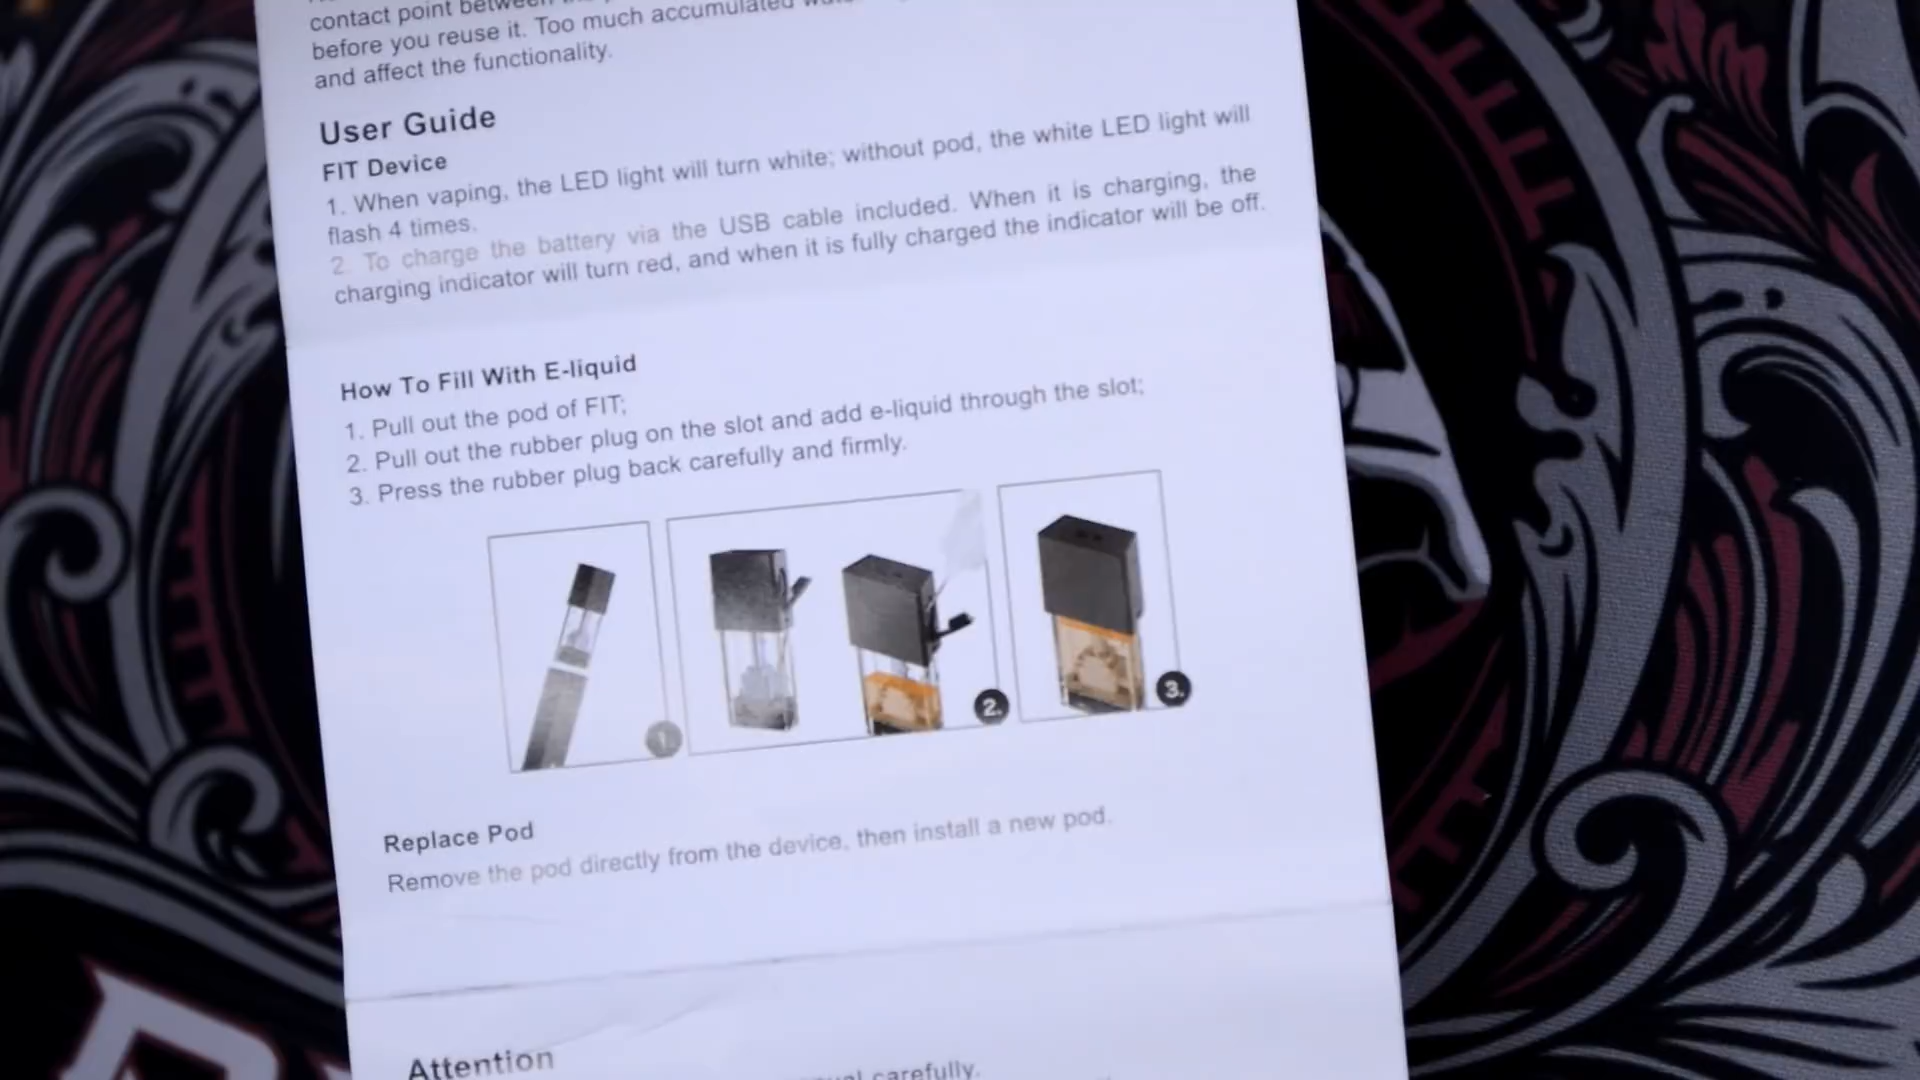 contact point between
before you reuse it. Too much accumulated
and affect the functionality.
User Guide
FIT Device
1. When vaping, the LED light will turn white; without pod, the white LED light will
flash 4 times.
2. To charge the battery via the USB cable included. When it is charging, the
charging indicator will turn red, and when it is fully charged the indicator will be off.
How To Fill With E-liquid
1. Pull out the pod of FIT;
2. Pull out the rubber plug on the slot and add e-liquid through the slot;
3. Press the rubber plug back carefully and firmly.
1.
2.
3.
Replace Pod
Remove the pod directly from the device, then install a new pod.
Attention
carefully.